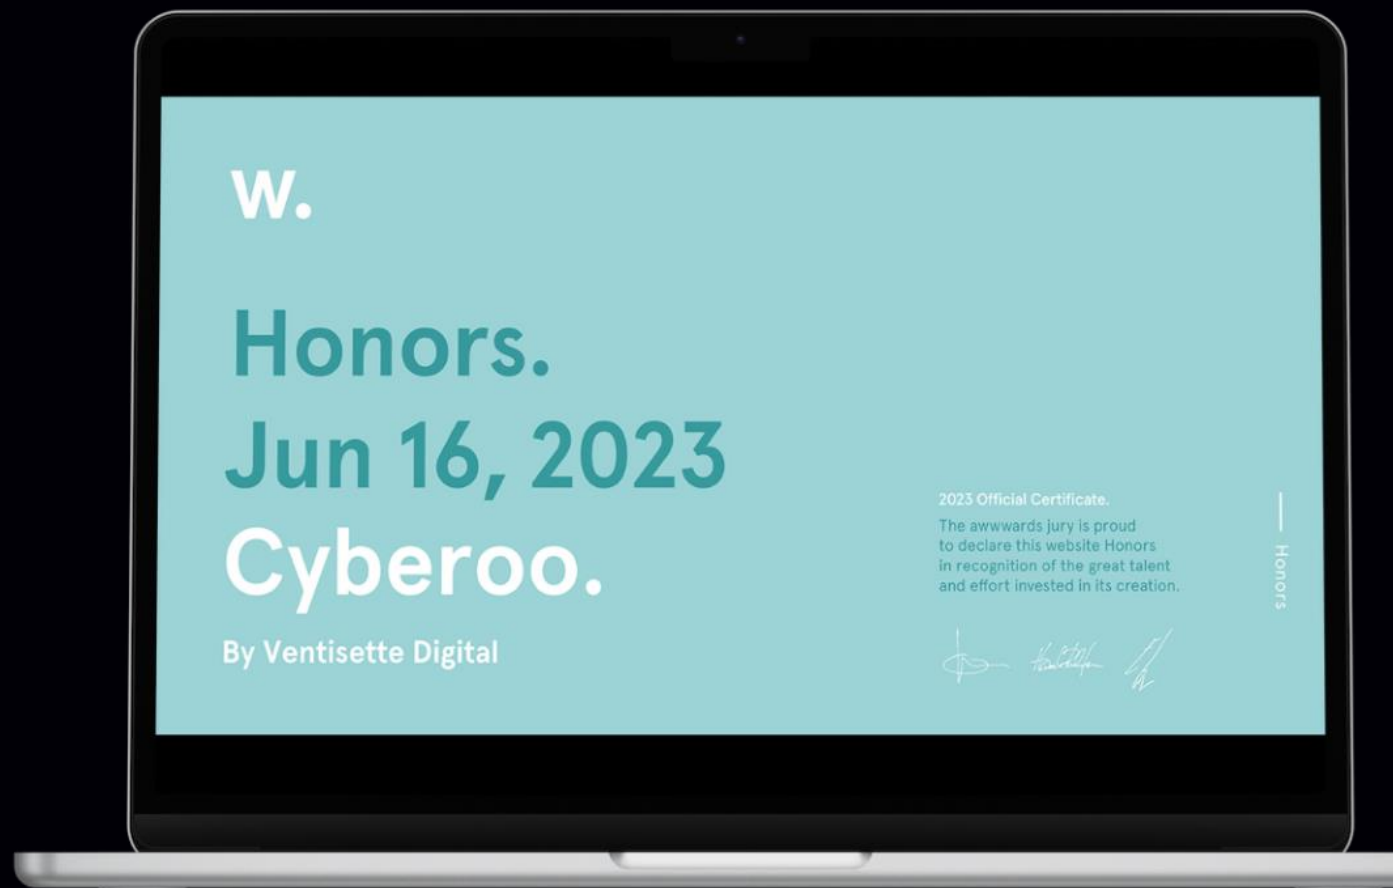 W.
Honors.
Jun 16, 2023
Cyberoo.
By Ventisette Digital
2023 Official Certificate.
The awwwards jury is proud
to declare this website Honors
in recognition of the great talent
and effort invested in its creation.
Honors